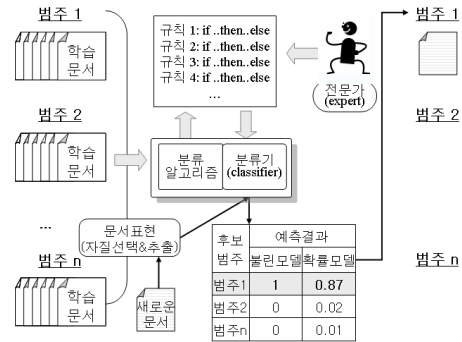 범주 1
학습
문서
범주 2
학습
문서
...
범주 n
학습
문서
규칙 1: if ..then..else
규칙 2: if ..then..else
규칙 3: if ..then..else
규칙 4: if ..then..else
...
전문가
(expert)
분류
알고리즘
분류기
(classifier)
문서표현
(자질선택&추출)
새로운
문서
후보
범주
예측결과
불린모델 확률모델
범주1 1 0.87
범주2 0 0.02
범주n 0 0.01
범주 1
범주 2
범주 n